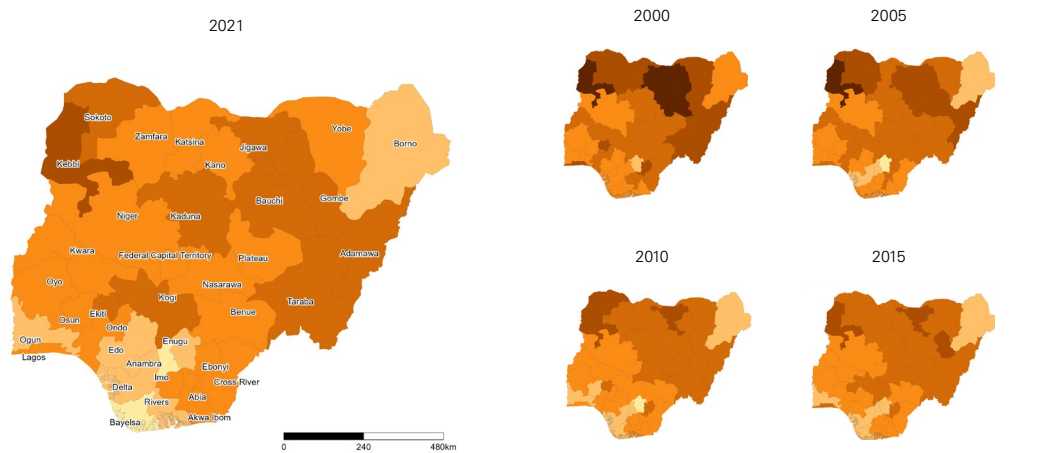 2021
2000
2005
Sokoto
Zamfara
Katsina
Yobe
Borno
Jigawa
Kebbi
Kano
Bauchi
Gombe
Niger
Kaduna
Kwara
Federal Capital Territory
Plateau
Adamawa
2010
2015
Oyo
Nasarawa
Kogi
Taraba
Osun
Ekiti
Benue
Ondo
Ogun
Enugu
Edo
Lagos
Anambra
Ebonyi
Imo
Cross River
Delta
Abia
Rivers
Bayelsa
Akwa Ibom
0
240
480km